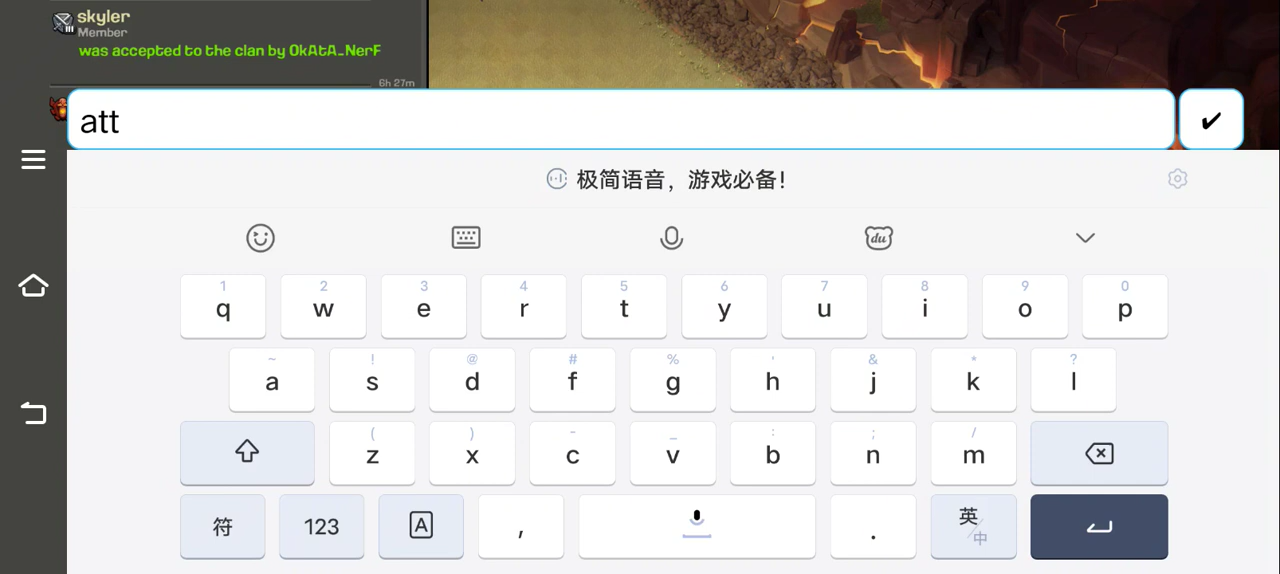 skyler
Member
was accepted to the clan by OkAtA_NerF
6h 27m
att
✔
极简语音，游戏必备！
du
1 2 3 4 5 6 7 8 9 0
q w e r t y u i o p
~ ! @ # % ' & * ?
a s d f g h j k l
( ) - _ : ; /
z x c v b n m
符 123 A , . 英/中